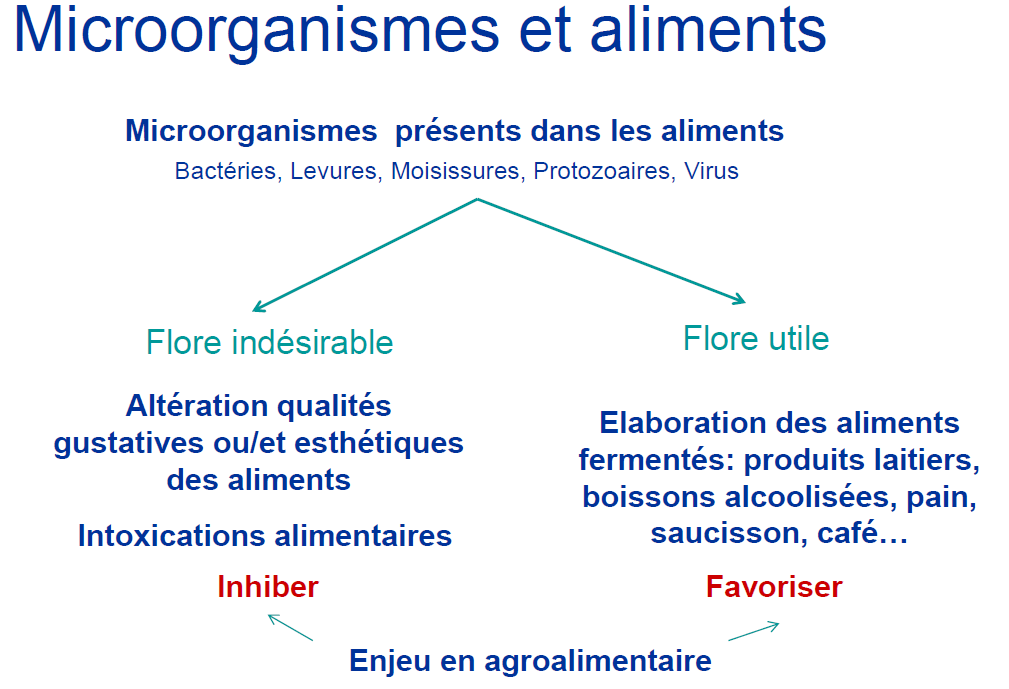 Microorganismes et aliments
Microorganismes présents dans les aliments
Bactéries, Levures, Moisissures, Protozoaires, Virus
Flore indésirable
Altération qualités
gustatives ou/et esthétiques
des aliments
Intoxications alimentaires
Inhiber
Flore utile
Elaboration des aliments
fermentés: produits laitiers,
boissons alcoolisées, pain,
saucisson, café…
Favoriser
Enjeu en agroalimentaire